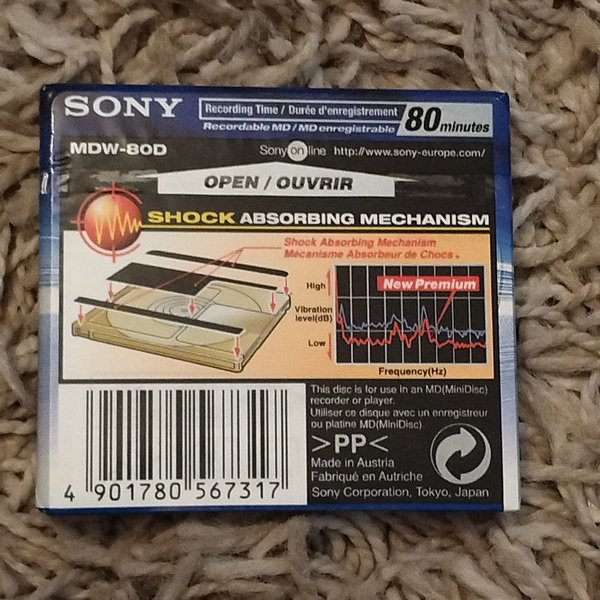 SONY
Recording Time / Durée d'enregistrement
Recordable MD / MD enregistrable
80 minutes
MDW-80D
Sony on line http://www.sony-europe.com/
OPEN / OUVRIR
SHOCK ABSORBING MECHANISM
Shock Absorbing Mechanism
Mécanisme Absorbeur de Chocs
High
New Premium
Vibration
level(dB)
Low
Frequency(Hz)
This disc is for use in an MD(MiniDisc)
recorder or player.
Utiliser ce disque avec un enregistreur
ou platine MD(MiniDisc)
>PP<
Made in Austria
Fabriqué en Autriche
Sony Corporation, Tokyo, Japan
4 901780 567317